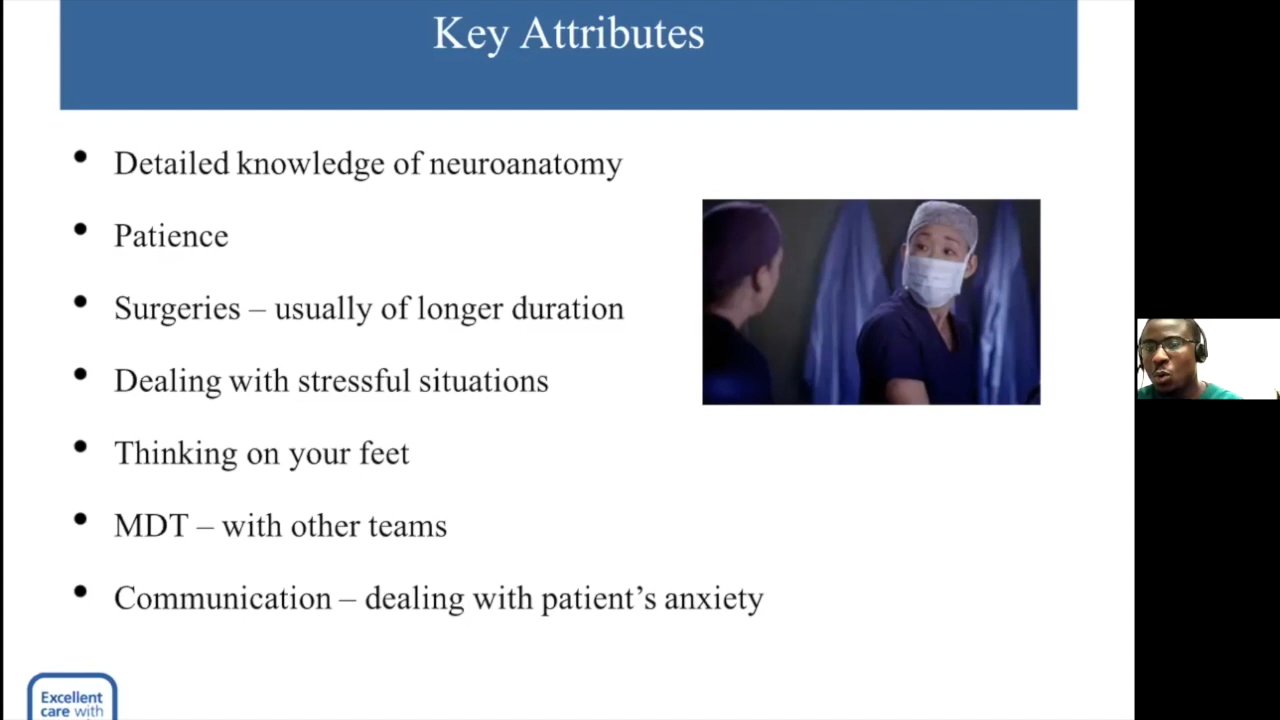 Key Attributes
Detailed knowledge of neuroanatomy
Patience
Surgeries – usually of longer duration
Dealing with stressful situations
Thinking on your feet
MDT – with other teams
Communication – dealing with patient’s anxiety
Excellent
care with